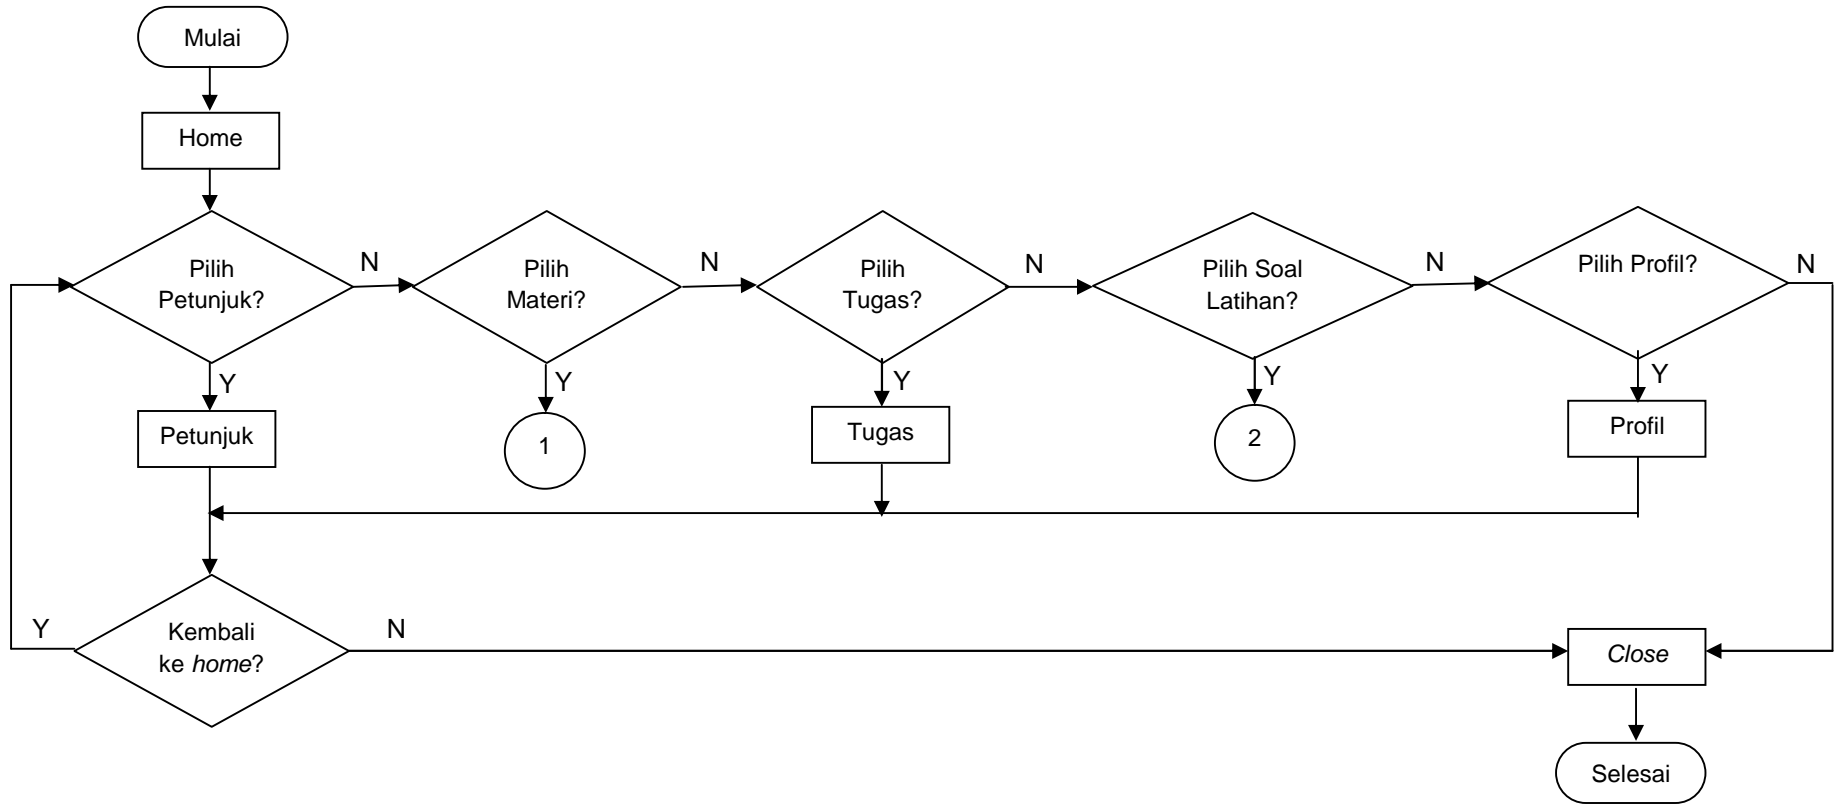 Mulai
Home
Pilih
Petunjuk?
N
Pilih
Materi?
N
Pilih
Tugas?
N
Pilih Soal
Latihan?
N
Pilih Profil?
N
Y
Y
Y
Y
Y
Petunjuk
1
Tugas
2
Profil
Y
Kembali
ke home?
N
Close
Selesai